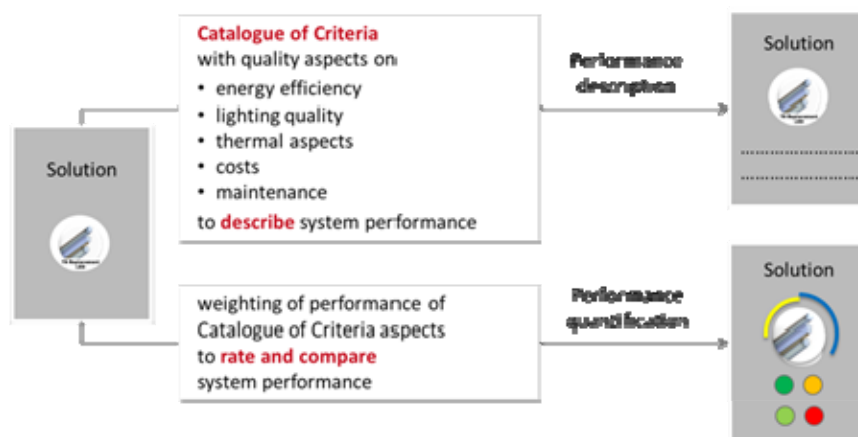 Solution
Catalogue of Criteria
with quality aspects on
• energy efficiency
• lighting quality
• thermal aspects
• costs
• maintenance
to describe system performance
weighting of performance of
Catalogue of Criteria aspects
to rate and compare
system performance
Performance
description
Performance
quantification
Solution
Solution